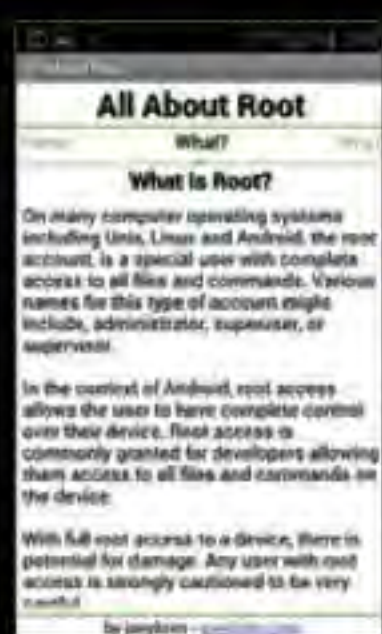 All About Root
What?
What is Root?
On many computer operating systems
including Unix, Linux and Android, the root
account, is a special user with complete
access to all files and commands. Various
names for this type of account might
include, administrator, superuser, or
supervisor.
In the context of Android, root access
allows the user to have complete control
over their device. Root access is
commonly granted for developers allowing
them access to all files and commands on
the device.
With full root access to a device, there is
potential for damage. Any user with root
access is strongly cautioned to be very
careful.